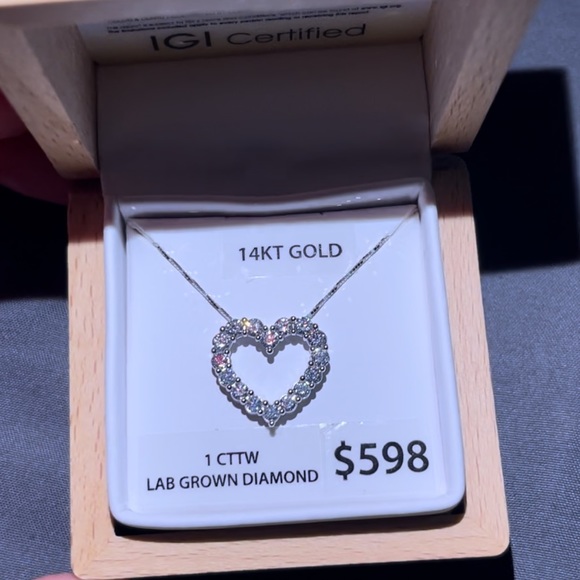 IGI Certified
14KT GOLD
1 CTTW
LAB GROWN DIAMOND
$598